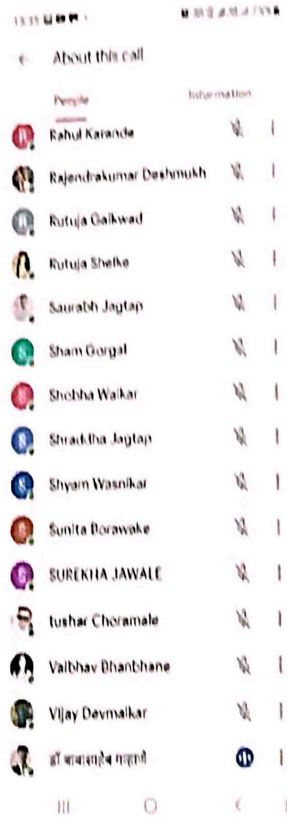 About this call
People Information
Rahul Karande
Rajendrakumar Deshmukh
Rutuja Gaikwad
Rutuja Shelke
Saurabh Jagtap
Sham Gorgal
Shobha Walkar
Shraddha Jagtap
Shyam Wasnikar
Sunita Borawake
SUREKHA JAWALE
tushar Choramale
Vaibhav Bhanbhane
Vijay Devmalkar
डॉ बाबासाहेब